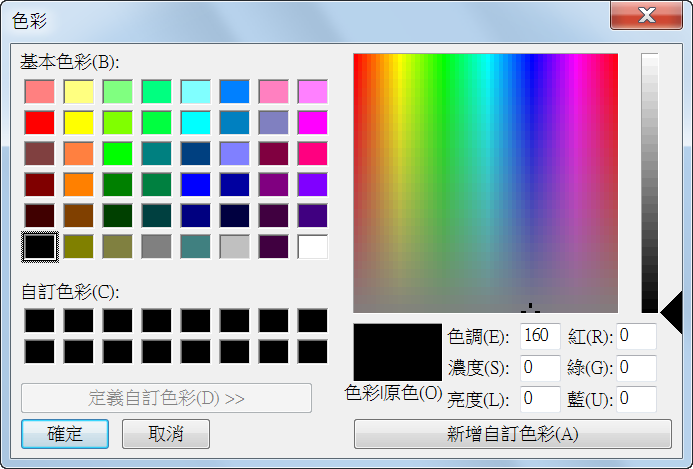 色彩
基本色彩(B):
自訂色彩(C):
定義自訂色彩(D) >>
確定
取消
色彩|原色(O)
色調(E): 160
濃度(S): 0
亮度(L): 0
紅(R): 0
綠(G): 0
藍(U): 0
新增自訂色彩(A)